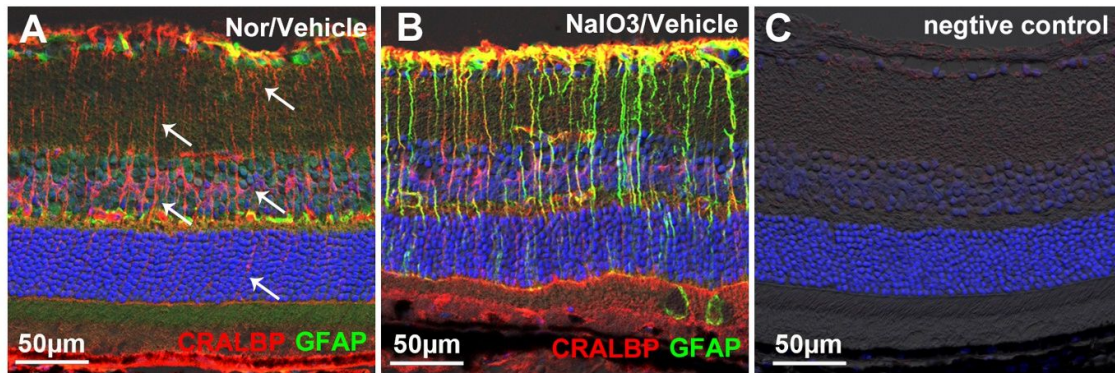 A
Nor/Vehicle
50μm
CRALBP GFAP
B
NaIO3/Vehicle
50μm
CRALBP GFAP
C
negtive control
50μm